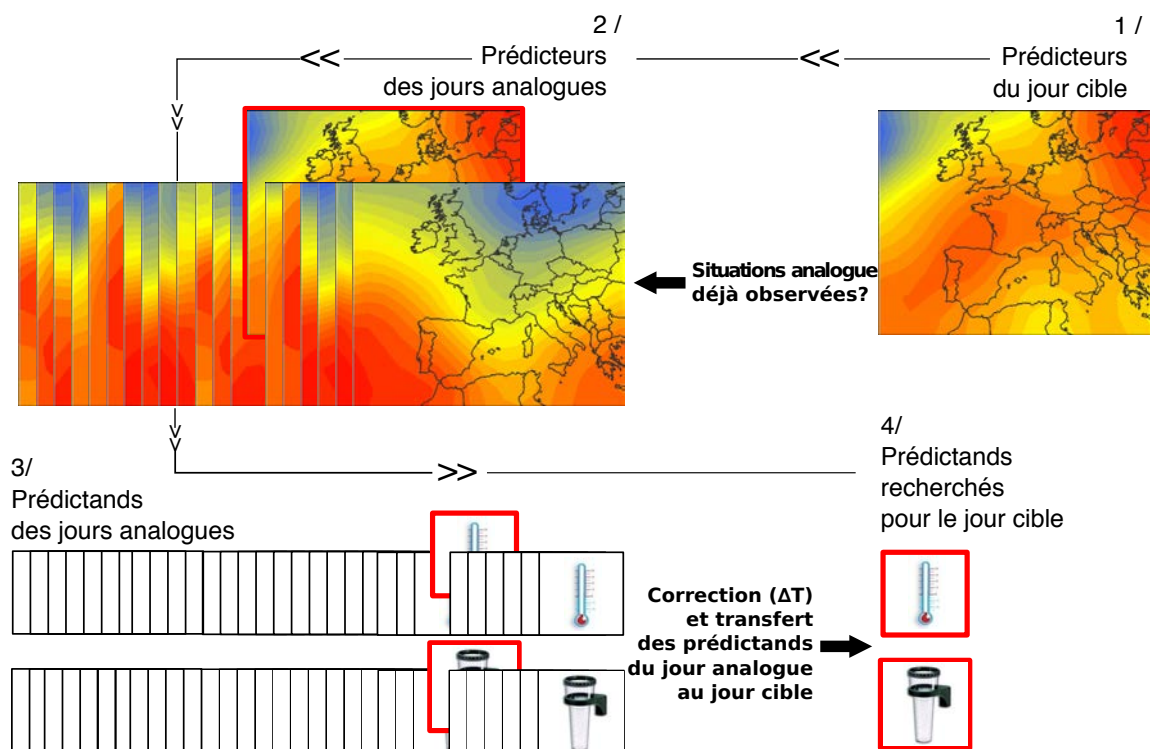 1 /
Prédicteurs
du jour cible
2 /
Prédicteurs
des jours analogues
<<
<<
>>
Situations analogue
déjà observées?
>>
>>
3/
Prédictands
des jours analogues
4/
Prédictands
recherchés
pour le jour cible
Correction (ΔT)
et transfert
des prédictands
du jour analogue
au jour cible